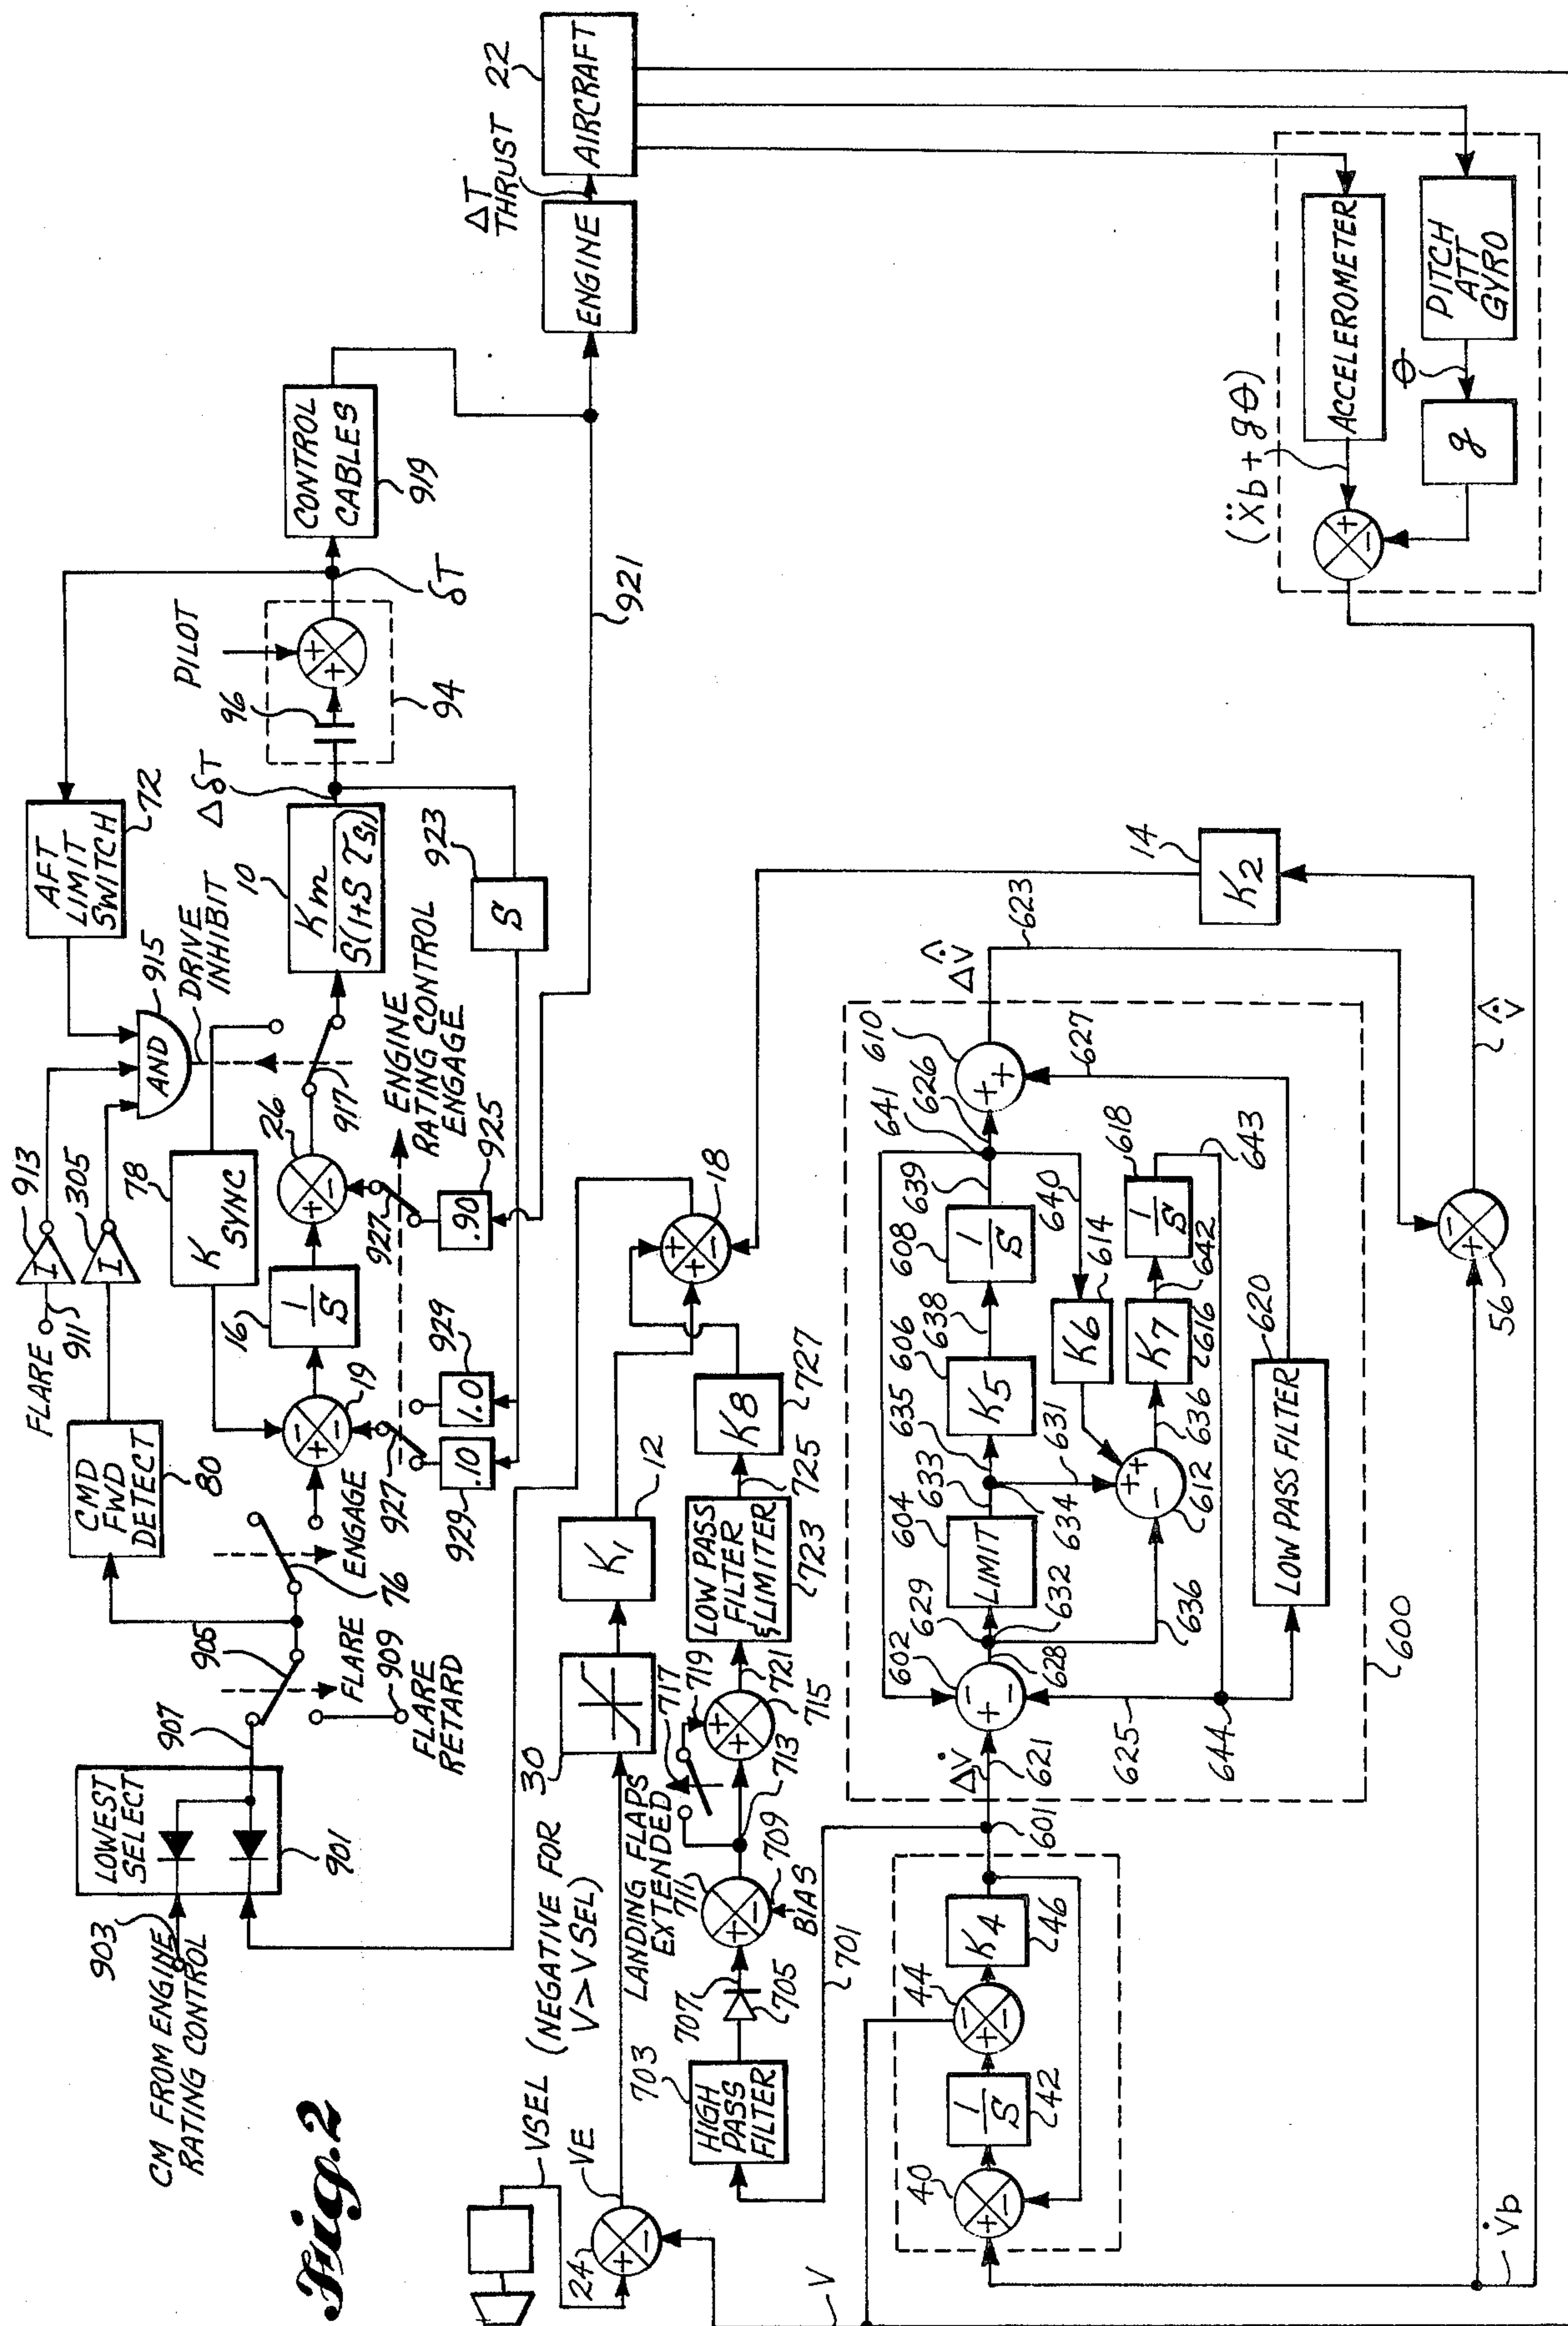 Fig. 2
CM FROM ENGINE
RATING CONTROL
903
LOWEST
SELECT
901
907
905
FLARE
909
FLARE
RETARD
76
ENGAGE
CMD
FWD
DETECT
80
FLARE
911
I
913
I
305
K
SYNC
78
AND
915
DRIVE
INHIBIT
AFT
LIMIT
SWITCH
72
+
-
-
19
16
1
S
+
-
26
917
10
Km
S(1+S τS1)
ΔδT
96
PILOT
+
+
94
δT
CONTROL
CABLES
919
927
929
.10
1.0
929
927
.90
925
ENGINE
RATING CONTROL
ENGAGE
S
923
921
ENGINE
ΔT
THRUST
AIRCRAFT
22
VSEL (NEGATIVE FOR
V>VSEL)
VE
24
+
-
30
K1
12
LANDING FLAPS
EXTENDED
703
HIGH
PASS
FILTER
707
705
711
+
-
709
BIAS
713
717
719
+
+
715
721
LOW PASS
FILTER
&LIMITER
723
725
K8
727
+
+
-
18
701
V
40
+
-
1
S
42
44
+
-
K4
246
601
Δv̇
621
602
+
-
-
628
629
632
604
LIMIT
633
634
635
631
606
K5
638
608
1
S
639
641
626
610
+
+
627
640
K6
614
+
+
-
612
636
636
K7
616
642
1
S
618
643
625
644
LOW PASS FILTER
620
600
623
K2
14
+
-
56
V̇b
(Ẍb + gθ)
+
-
ACCELEROMETER
PITCH
ATT
GYRO
g